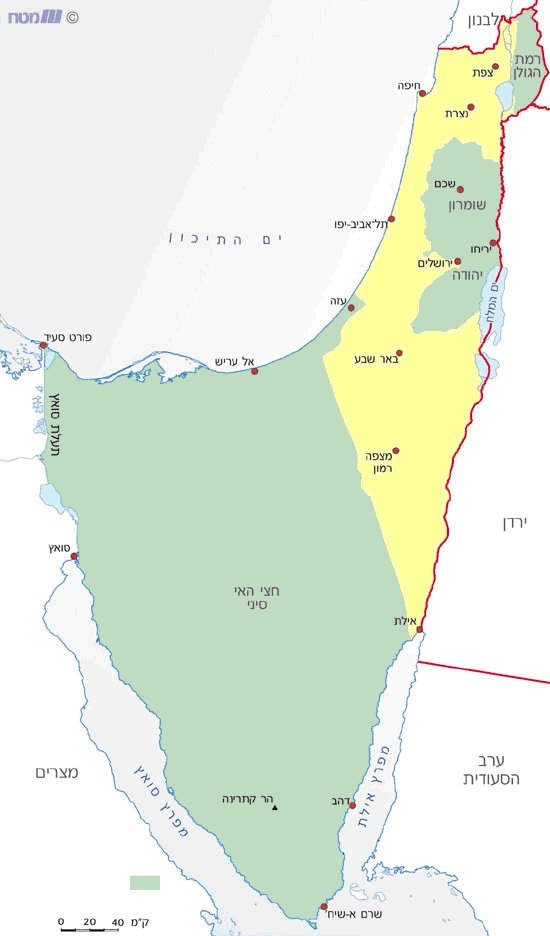 © מטח
לבנון
רמת
הגולן
צפת
חיפה
נצרת
שכם
שומרון
תל־אביב-יפו
ים התיכון
יריחו
ירושלים
יהודה
ים המלח
עזה
פורט סעיד
אל עריש
באר שבע
תעלת סואץ
מצפה
רמון
ירדן
סואץ
חצי האי
סיני
אילת
ערב
הסעודית
מצרים
מפרץ סואץ
מפרץ אילת
הר קתרינה
דהב
שרם א-שיח'
0 20 40 ק"מ